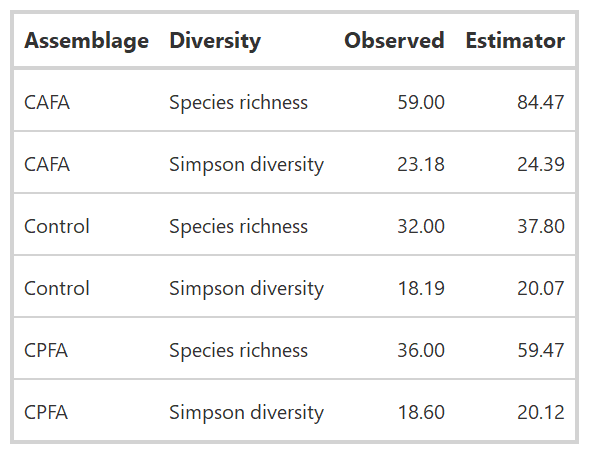 Assemblage Diversity Observed Estimator
CAFA Species richness 59.00 84.47
CAFA Simpson diversity 23.18 24.39
Control Species richness 32.00 37.80
Control Simpson diversity 18.19 20.07
CPFA Species richness 36.00 59.47
CPFA Simpson diversity 18.60 20.12